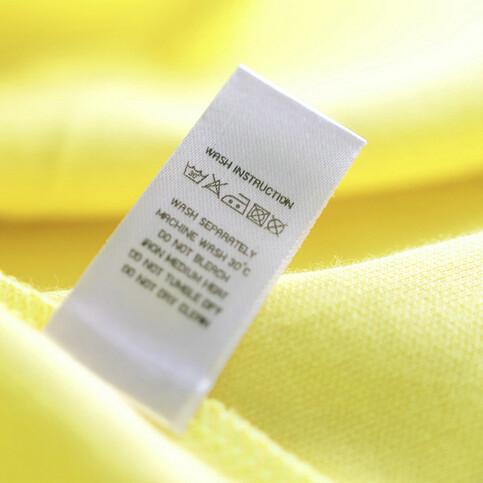 WASH INSTRUCTION
30°
WASH SEPARATELY
MACHINE WASH 30°C
DO NOT BLEACH
IRON MEDIUM HEAT
DO NOT TUMBLE DRY
DO NOT DRY CLEAN